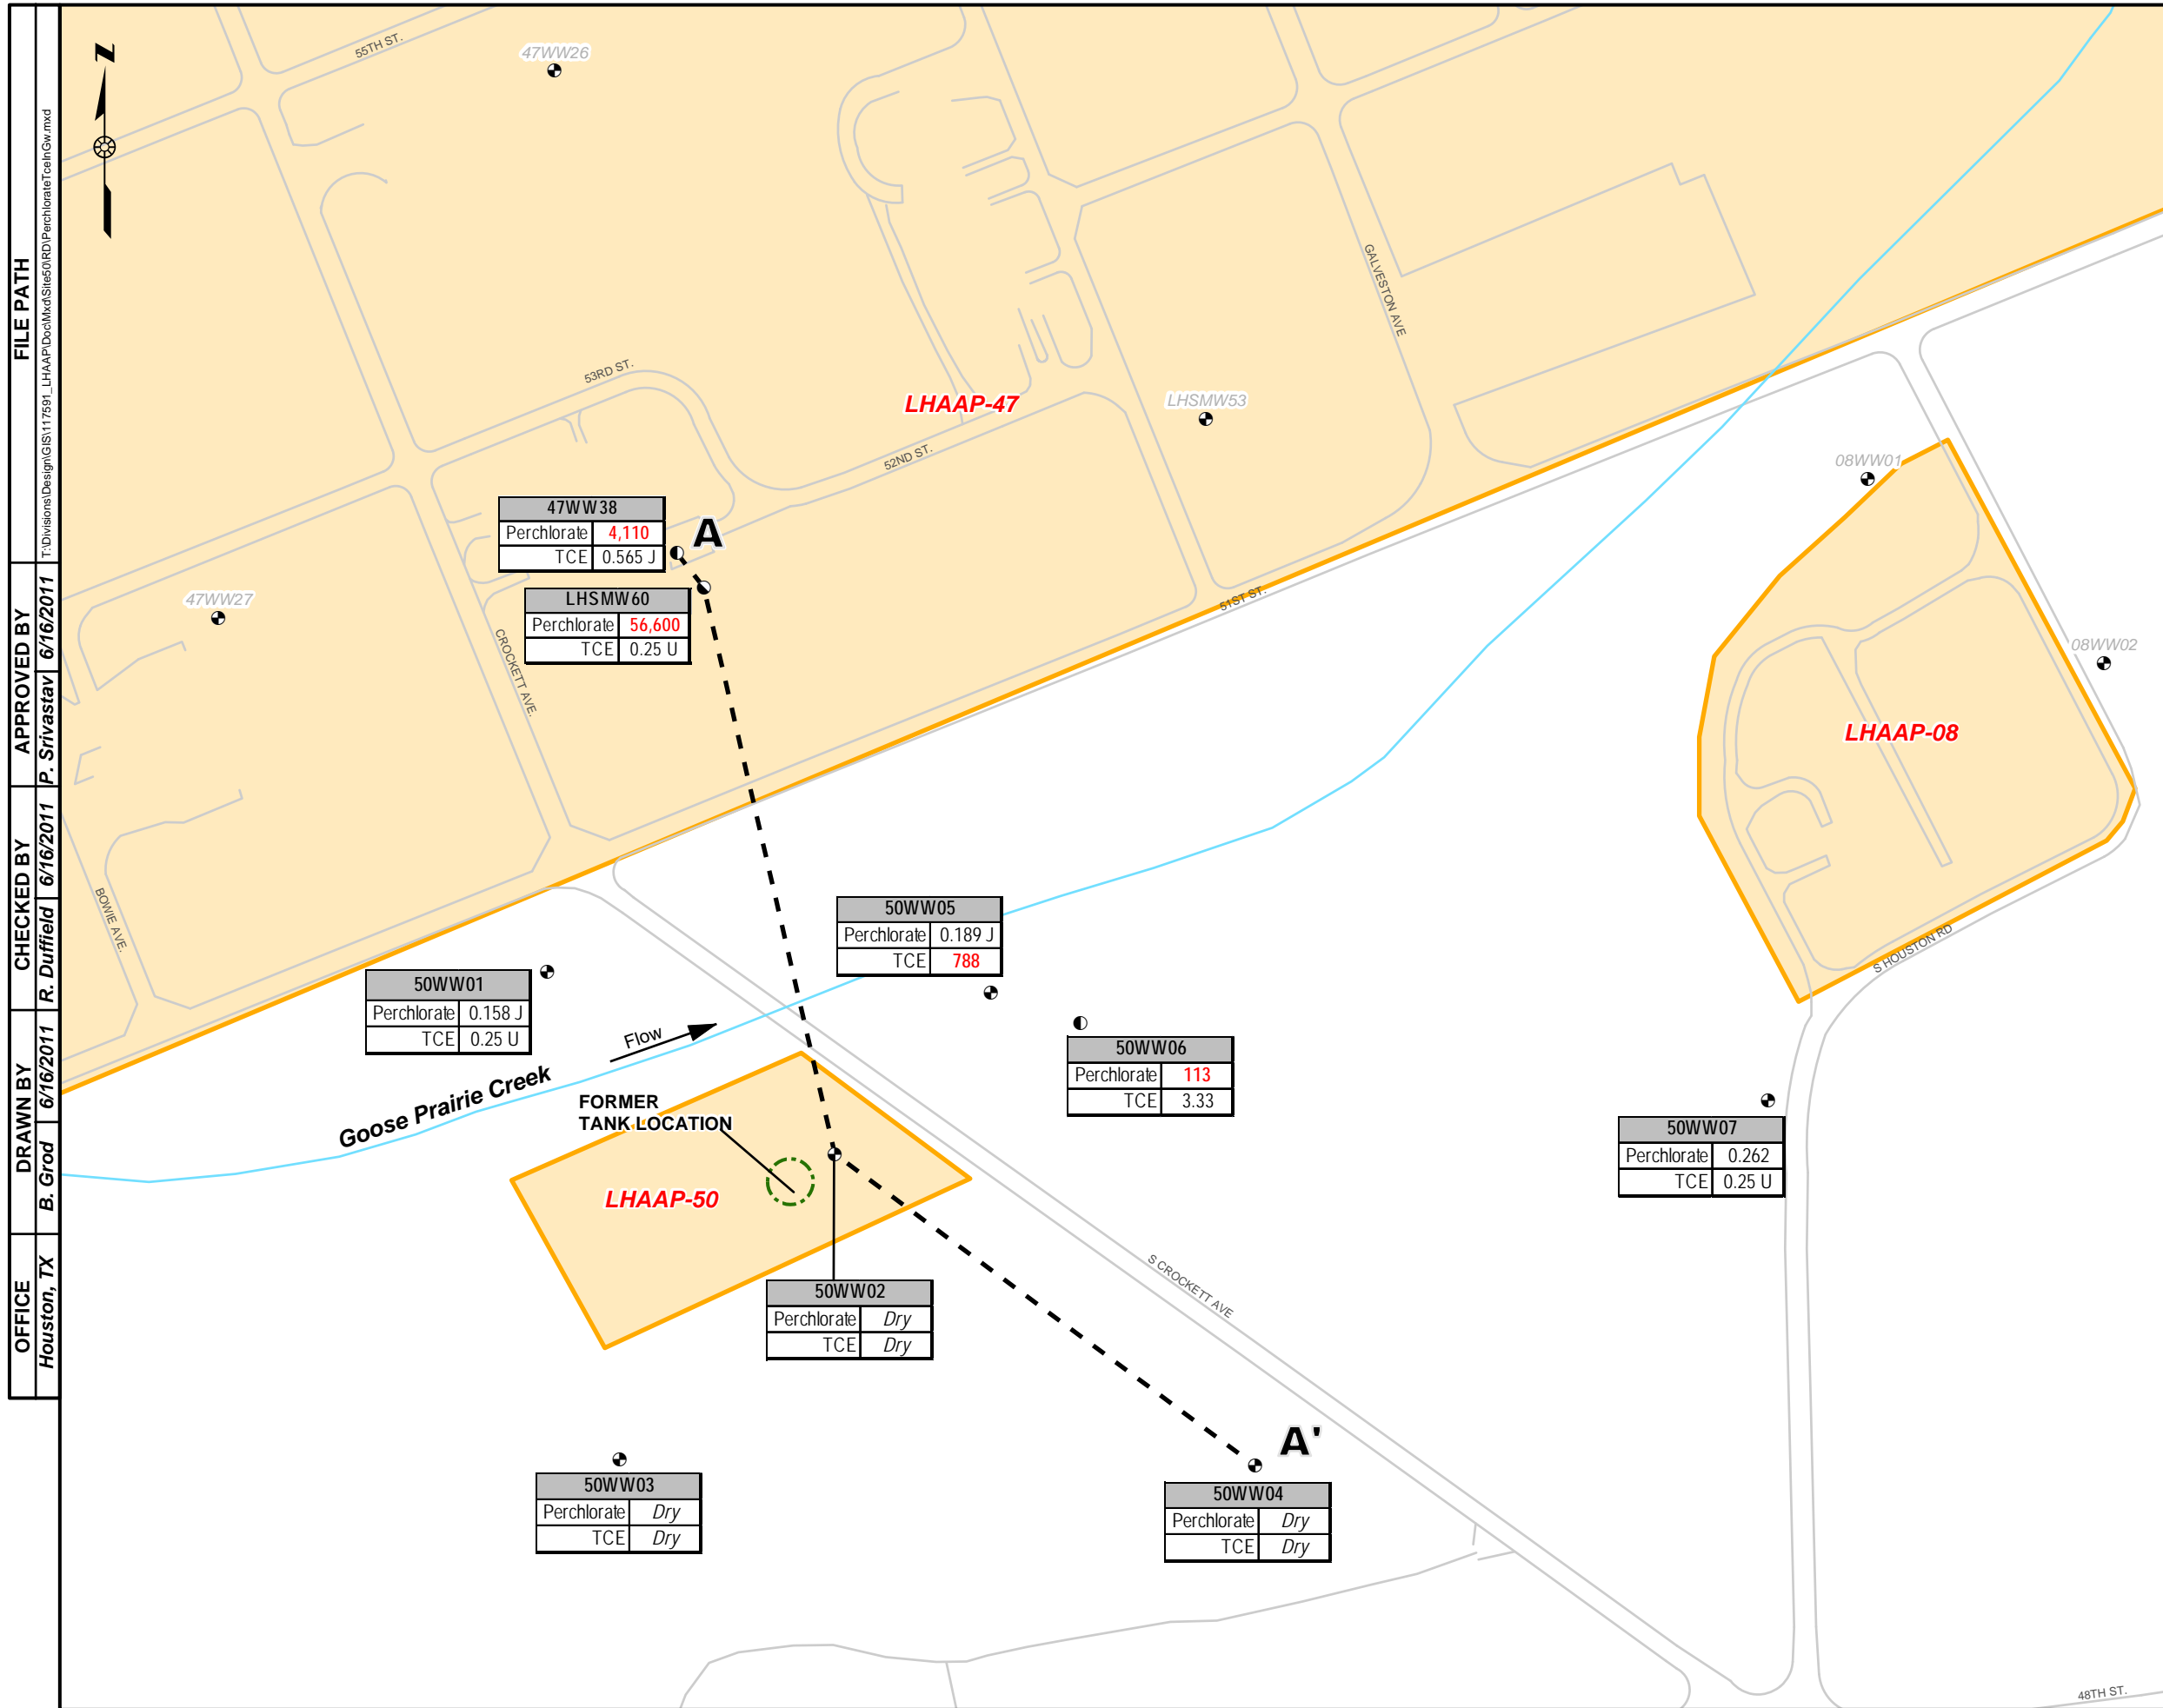 FILE PATH
T:\Divisions\Design\GIS\117591_LHAAP\Doc\Mxd\Site50\RD\PerchlorateTceInGw.mxd
APPROVED BY
P. Srivastav 6/16/2011
CHECKED BY
R. Duffield 6/16/2011
DRAWN BY
B. Grod 6/16/2011
OFFICE
Houston, TX
N
55TH ST.
47WW26
53RD ST.
LHAAP-47
52ND ST.
LHSMW53
GALVESTON AVE
08WW01
47WW38
Perchlorate 4,110
TCE 0.565 J
A
LHSMW60
Perchlorate 56,600
TCE 0.25 U
47WW27
CROCKETT AVE.
51ST ST.
08WW02
LHAAP-08
BOWIE AVE.
50WW05
Perchlorate 0.189 J
TCE 788
S HOUSTON RD
50WW01
Perchlorate 0.158 J
TCE 0.25 U
Flow
Goose Prairie Creek
50WW06
Perchlorate 113
TCE 3.33
FORMER
TANK LOCATION
50WW07
Perchlorate 0.262
TCE 0.25 U
LHAAP-50
S CROCKETT AVE
50WW02
Perchlorate Dry
TCE Dry
A'
50WW03
Perchlorate Dry
TCE Dry
50WW04
Perchlorate Dry
TCE Dry
48TH ST.